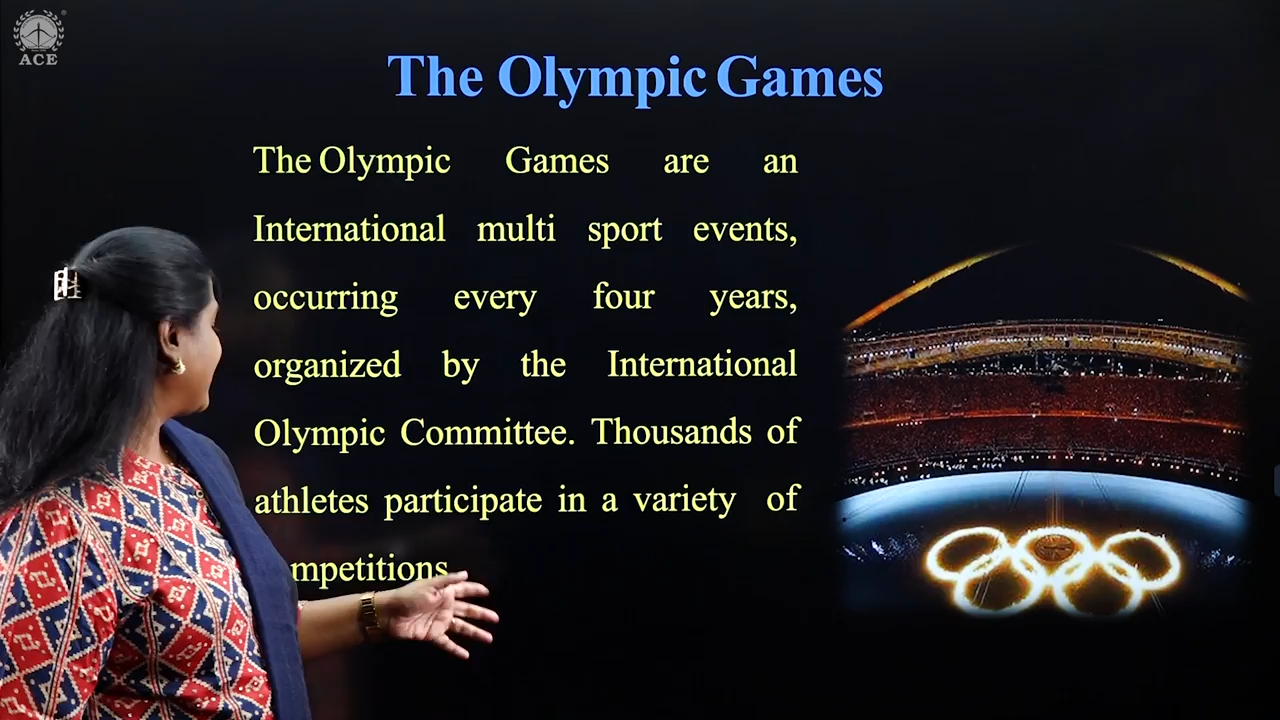 ACE
The Olympic Games
The Olympic Games are an
International multi sport events,
occurring every four years,
organized by the International
Olympic Committee. Thousands of
athletes participate in a variety of
mpetitions